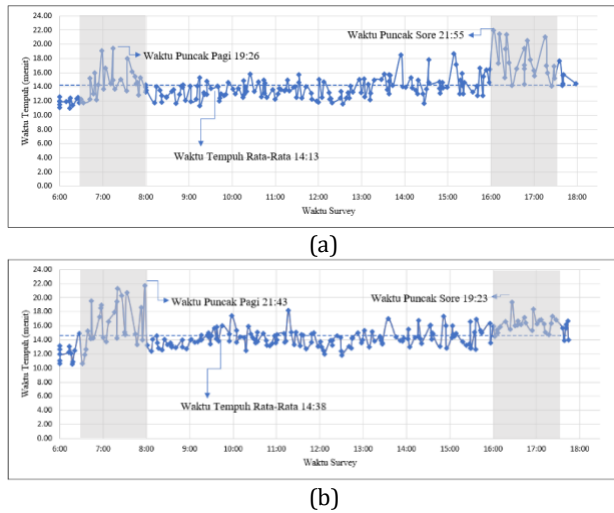 Waktu Tempuh (menit)
24.00
22.00
20.00
18.00
16.00
14.00
12.00
10.00
8.00
6.00
4.00
2.00
0.00
Waktu Puncak Pagi 19:26
Waktu Puncak Sore 21:55
Waktu Tempuh Rata-Rata 14:13
6:00 7:00 8:00 9:00 10:00 11:00 12:00 13:00 14:00 15:00 16:00 17:00 18:00
Waktu Survey
(a)
Waktu Tempuh (menit)
24.00
22.00
20.00
18.00
16.00
14.00
12.00
10.00
8.00
6.00
4.00
2.00
0.00
Waktu Puncak Pagi 21:43
Waktu Puncak Sore 19:23
Waktu Tempuh Rata-Rata 14:38
6:00 7:00 8:00 9:00 10:00 11:00 12:00 13:00 14:00 15:00 16:00 17:00 18:00
Waktu Survey
(b)